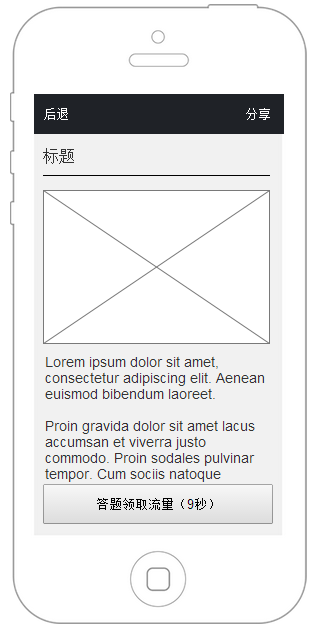 后退 分享
标题
Lorem ipsum dolor sit amet,
consectetur adipiscing elit. Aenean
euismod bibendum laoreet.
Proin gravida dolor sit amet lacus
accumsan et viverra justo
commodo. Proin sodales pulvinar
tempor. Cum sociis natoque
答题领取流量（9秒）